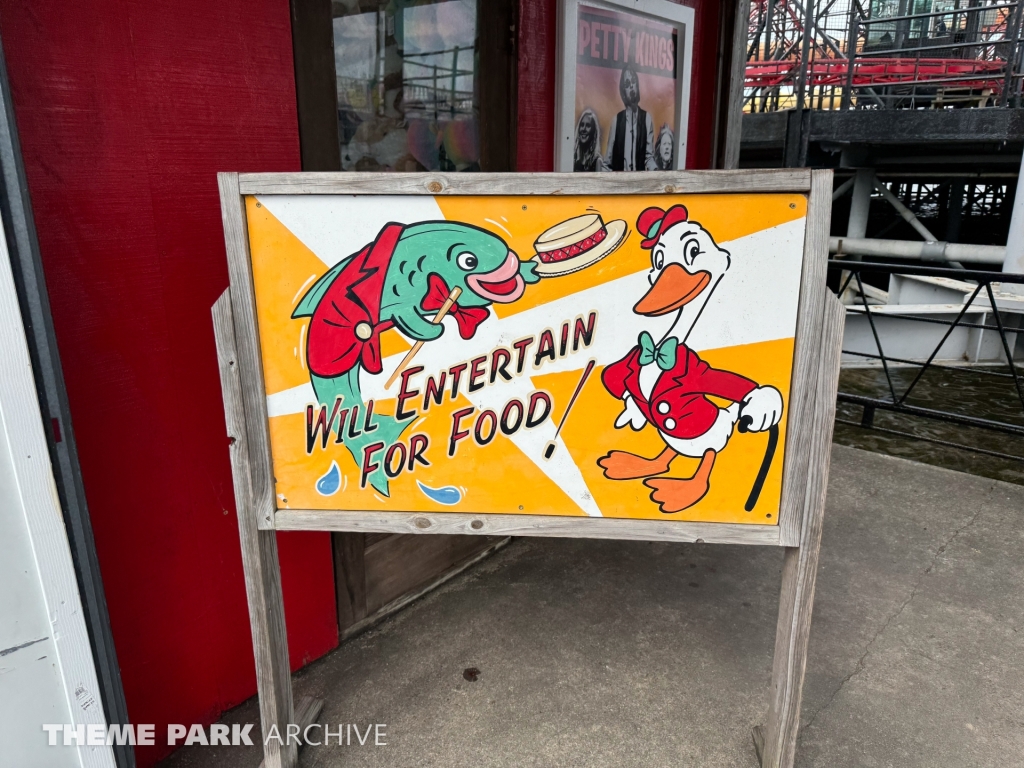 PETTY KINGS
WILL ENTERTAIN
FOR FOOD
THEME PARK ARCHIVE